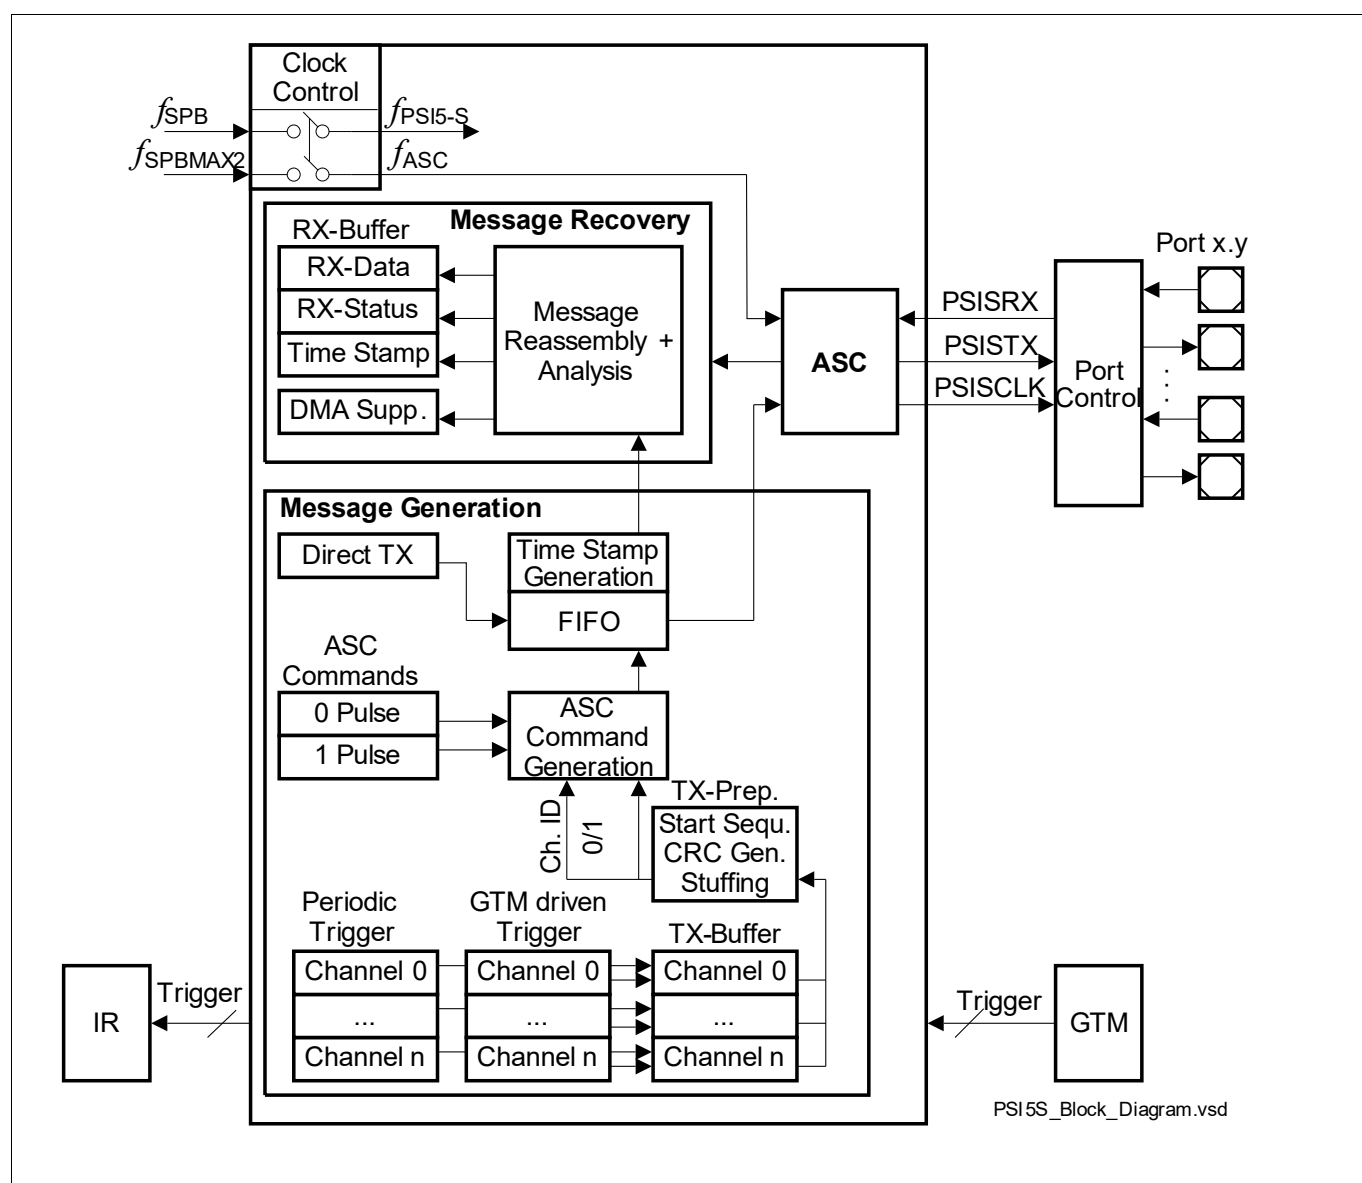 Clock
Control
fSPB
fPSI5-S
fSPBMAX2
fASC
Message Recovery
RX-Buffer
RX-Data
RX-Status
Time Stamp
DMA Supp.
Message
Reassembly +
Analysis
ASC
PSISRX
PSISTX
PSISCLK
Port
Control
Port x.y
Message Generation
Direct TX
Time Stamp
Generation
FIFO
ASC
Commands
0 Pulse
1 Pulse
ASC
Command
Generation
Ch. ID
0/1
TX-Prep.
Start Sequ.
CRC Gen.
Stuffing
Periodic
Trigger
Channel 0
...
Channel n
GTM driven
Trigger
Channel 0
...
Channel n
TX-Buffer
Channel 0
...
Channel n
IR
Trigger
Trigger
GTM
PSI5S_Block_Diagram.vsd